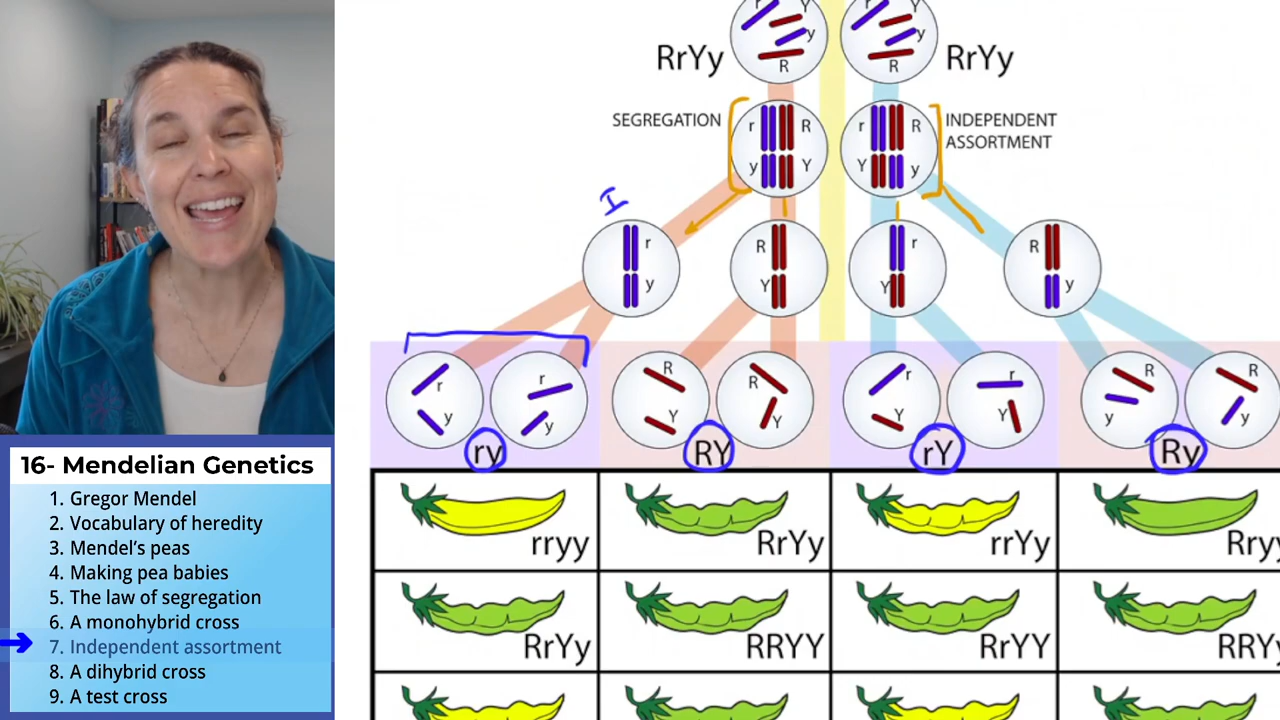 r
Y
y
R
RrYy
r
Y
y
R
RrYy
SEGREGATION
r R
y Y
r R
Y y
INDEPENDENT
ASSORTMENT
I
r
y
R
Y
r
Y
R
y
r
y
r
y
R
Y
R
Y
r
Y
r
Y
R
y
R
y
ry
RY
rY
Ry
rryy
RrYy
rrYy
Rryy
RrYy
RRYY
RrYY
RRYy
16- Mendelian Genetics
1. Gregor Mendel
2. Vocabulary of heredity
3. Mendel's peas
4. Making pea babies
5. The law of segregation
6. A monohybrid cross
7. Independent assortment
8. A dihybrid cross
9. A test cross